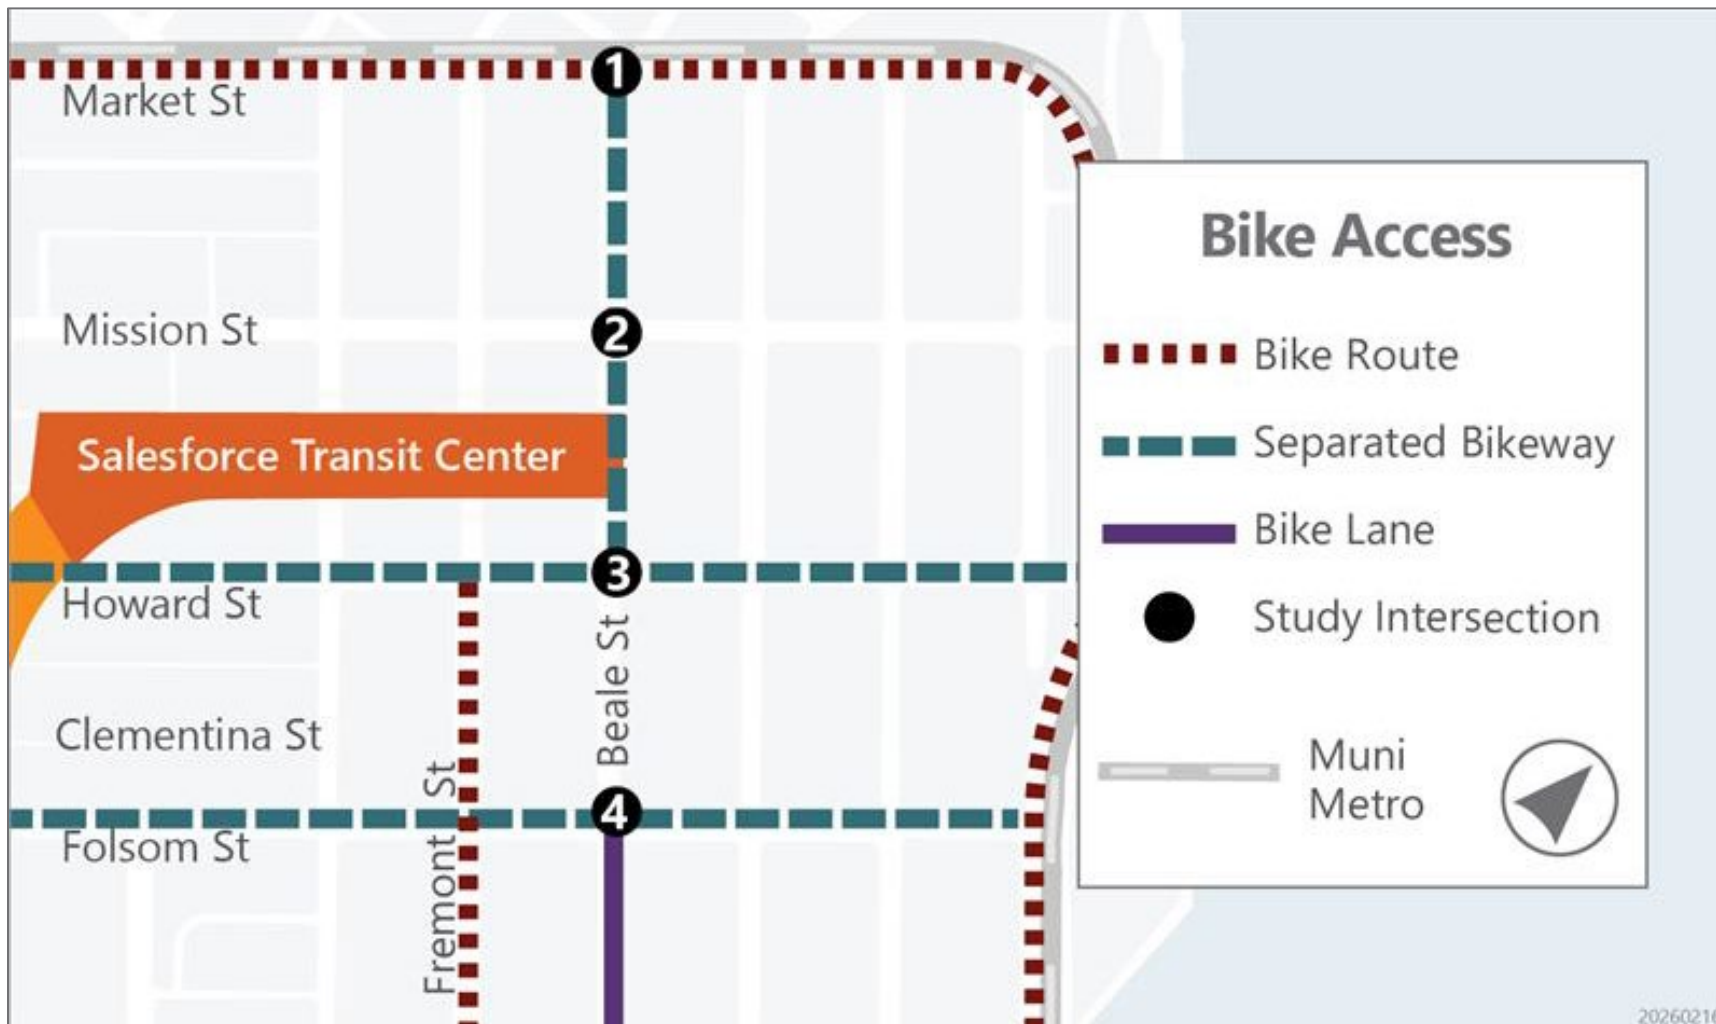 1
Market St
Bike Access
Mission St
2
Bike Route
Salesforce Transit Center
Separated Bikeway
Bike Lane
3
Howard St
Study Intersection
Beale St
Clementina St
Muni
Metro
Fremont St
4
Folsom St
20260216